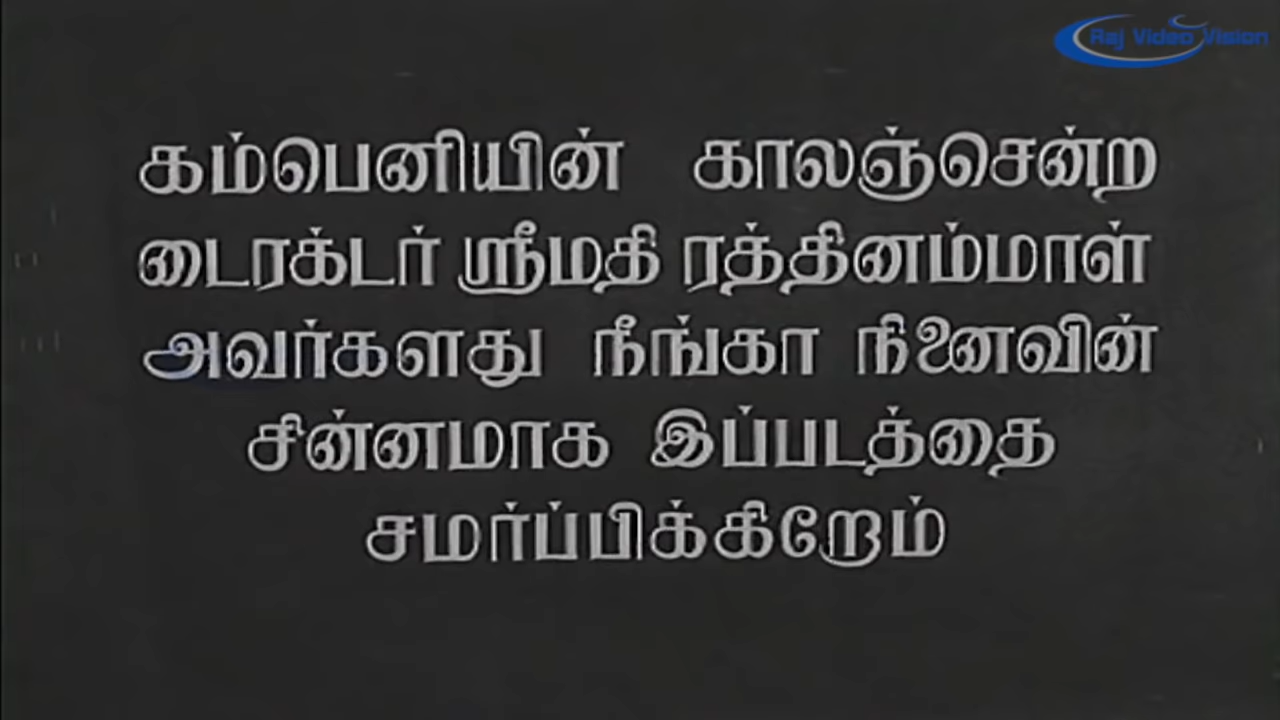 Raj Video Vision
கம்பெனியின் காலஞ்சென்ற
டைரக்டர் ஸ்ரீமதி ரத்தினம்மாள்
அவர்களது நீங்கா நினைவின்
சின்னமாக இப்படத்தை
சமர்ப்பிக்கிறேம்